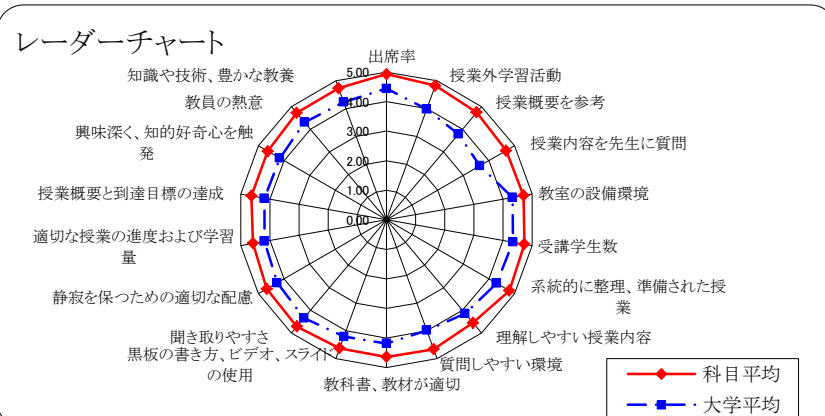 レーダーチャート
出席率
授業外学習活動
授業概要を参考
授業内容を先生に質問
教室の設備環境
受講学生数
系統的に整理、準備された授
業
理解しやすい授業内容
質問しやすい環境
教科書、教材が適切
黒板の書き方、ビデオ、スライド
の使用
聞き取りやすさ
静寂を保つための適切な配慮
適切な授業の進度および学習
量
授業概要と到達目標の達成
興味深く、知的好奇心を触
発
教員の熱意
知識や技術、豊かな教養
5.00
4.00
3.00
2.00
1.00
0.00
科目平均
大学平均